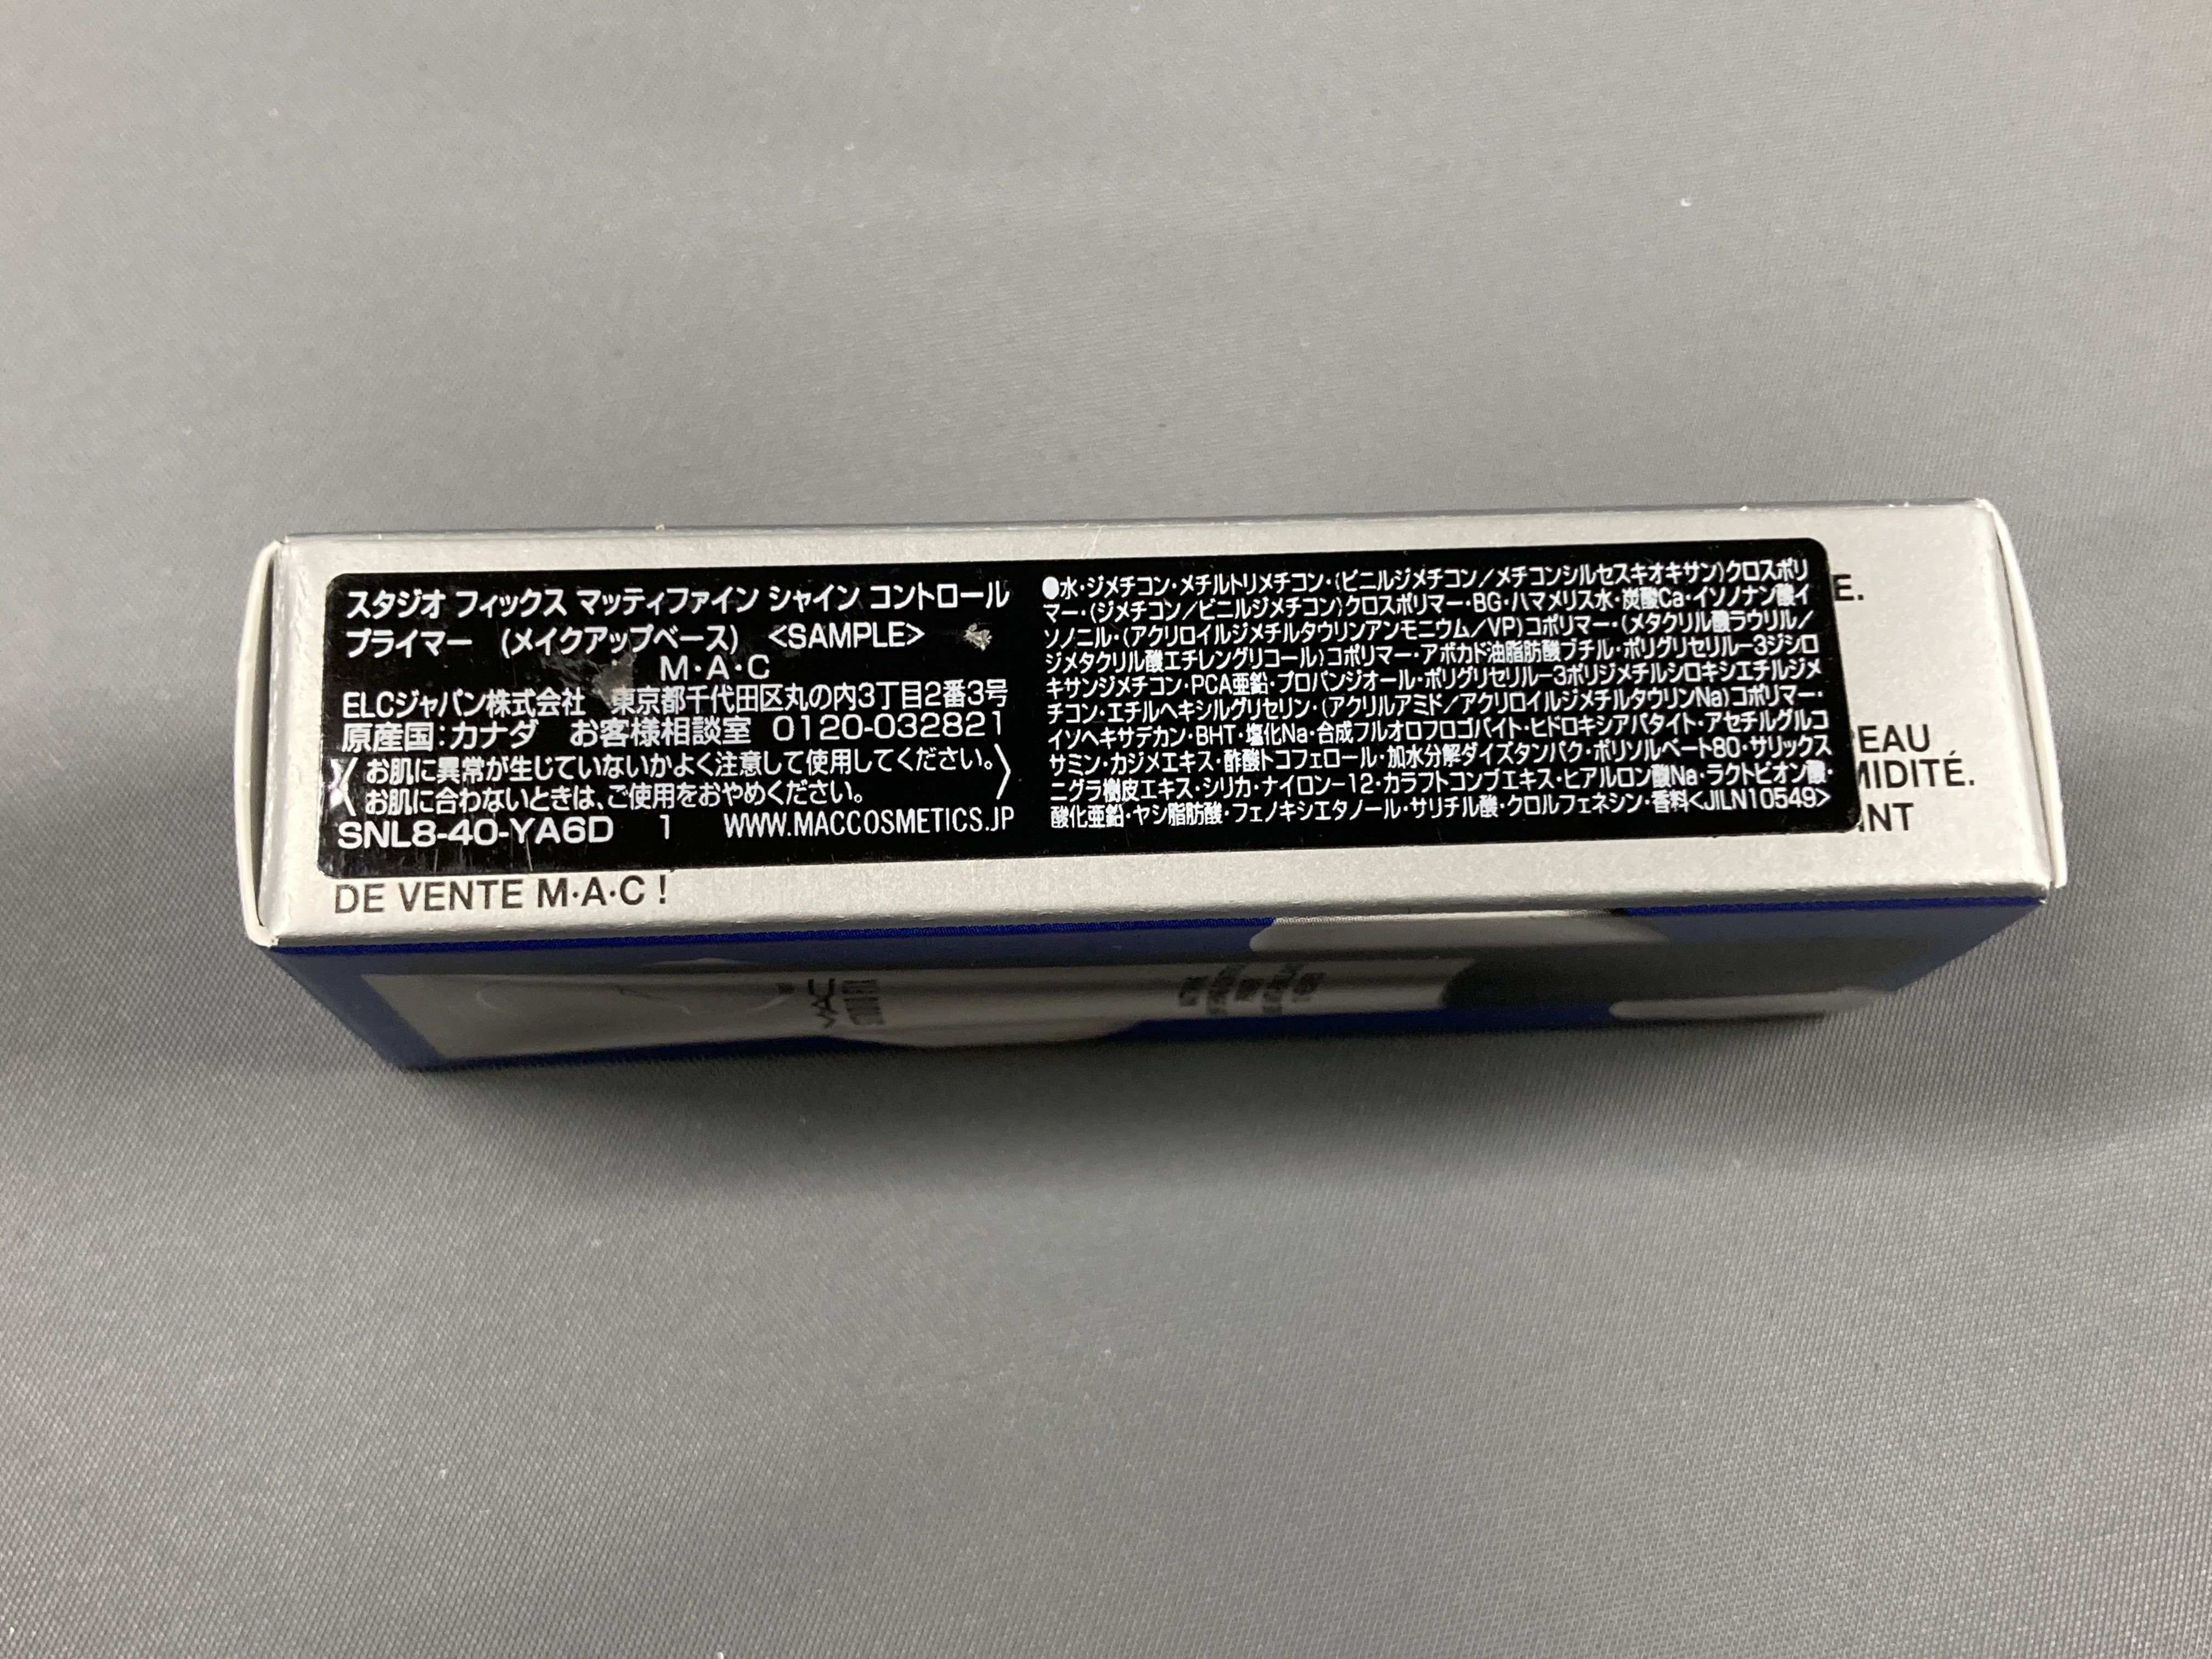 スタジオ フィックス マッティファイン シャイン コントロール
プライマー (メイクアップベース) <SAMPLE>
M・A・C
ELCジャパン株式会社 東京都千代田区丸の内3丁目2番3号
原産国:カナダ お客様相談室 0120-032821
お肌に異常が生じていないかよく注意して使用してください。
お肌に合わないときは、ご使用をおやめください。
SNL8-40-YA6D 1 WWW.MACCOSMETICS.JP
●水・ジメチコン・メチルトリメチコン・(ビニルジメチコン/メチコンシルセスキオキサン)クロスポリ
マー・(ジメチコン/ビニルジメチコン)クロスポリマー・BG・ハマメリス水・炭酸Ca・イソノナン酸イ
ソノニル・(アクリロイルジメチルタウリンアンモニウム/VP)コポリマー・(メタクリル酸ラウリル/
ジメタクリル酸エチレングリコール)コポリマー・アボカド油脂肪酸ブチル・ポリグリセリル-3ジシロ
キサンジメチコン・PCA亜鉛・プロパンジオール・ポリグリセリル-3ポリジメチルシロキシエチルジメ
チコン・エチルヘキシルグリセリン・(アクリルアミド/アクリロイルジメチルタウリンNa)コポリマー・
イソヘキサデカン・BHT・塩化Na・合成フルオロフロゴパイト・ヒドロキシアパタイト・アセチルグルコ
サミン・カジメエキス・酢酸トコフェロール・加水分解ダイズタンパク・ポリソルベート80・サリックス
ニグラ樹皮エキス・シリカ・ナイロン-12・カラフトコンブエキス・ヒアルロン酸Na・ラクトビオン酸・
酸化亜鉛・ヤシ脂肪酸・フェノキシエタノール・サリチル酸・クロルフェネシン・香料<JILN10549>
E.
EAU
MIDITÉ.
NT
DE VENTE M・A・C !
MAC